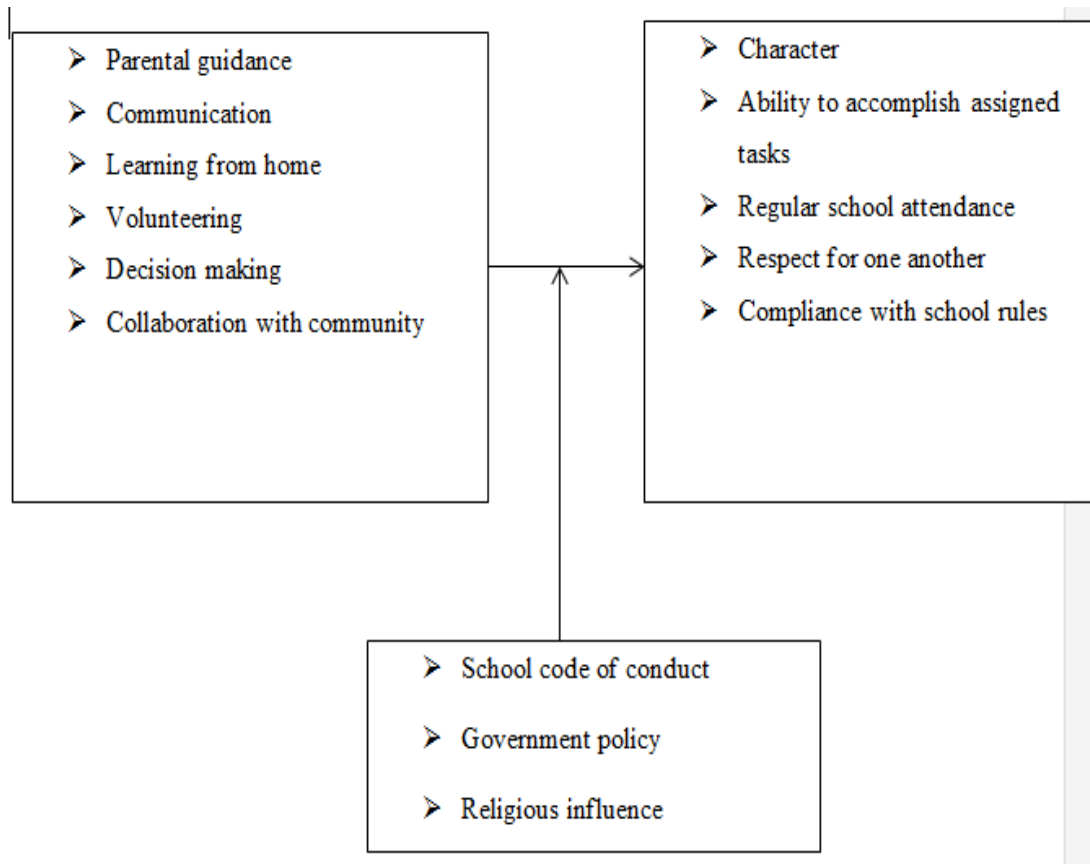 ➢ Parental guidance
➢ Communication
➢ Learning from home
➢ Volunteering
➢ Decision making
➢ Collaboration with community
➢ Character
➢ Ability to accomplish assigned
tasks
➢ Regular school attendance
➢ Respect for one another
➢ Compliance with school rules
➢ School code of conduct
➢ Government policy
➢ Religious influence